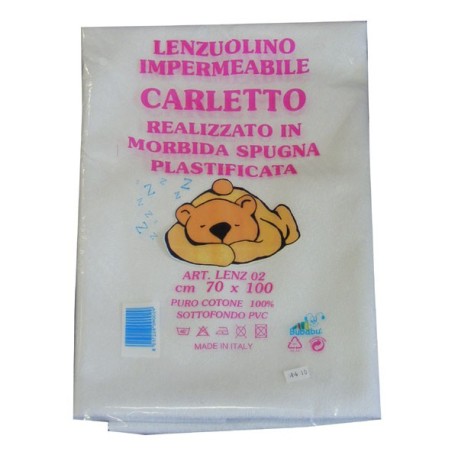 LENZUOLINO
IMPERMEABILE
CARLETTO
REALIZZATO IN
MORBIDA SPUGNA
PLASTIFICATA
z z z z z z z
ART. LENZ 02
cm 70 x 100
PURO COTONE 100%
SOTTOFONDO PVC
MADE IN ITALY
Bububù